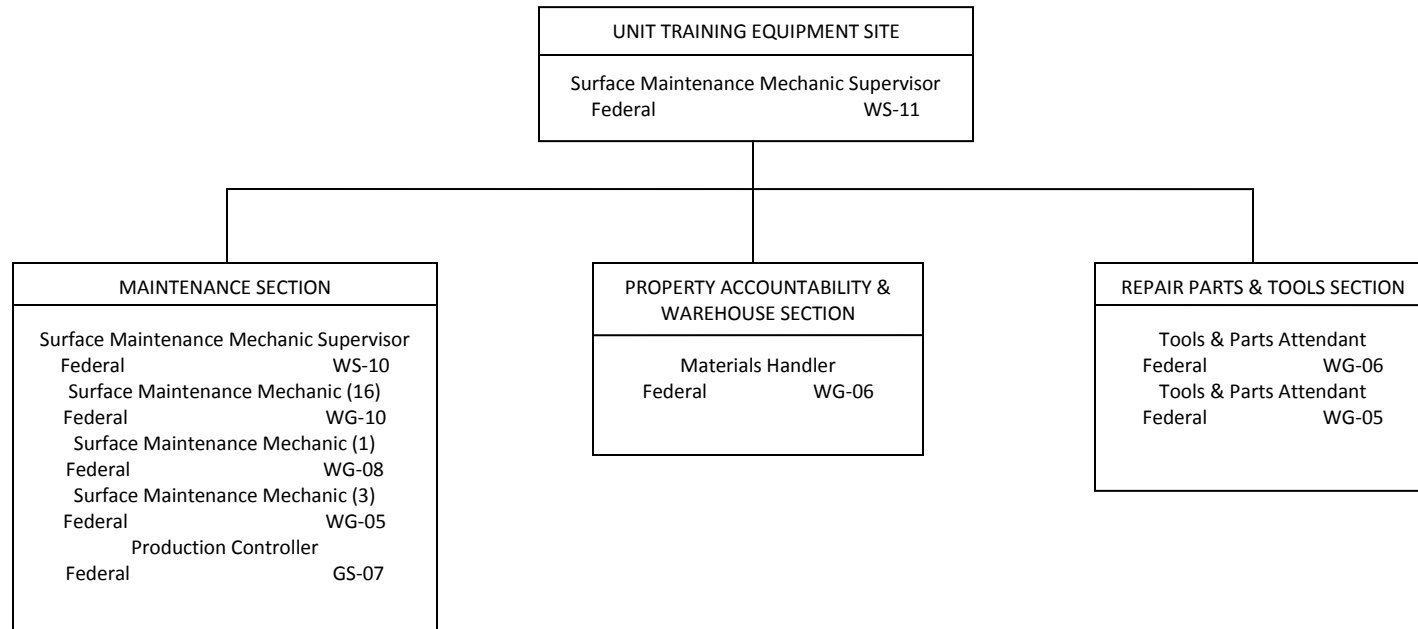 UNIT TRAINING EQUIPMENT SITE
Surface Maintenance Mechanic Supervisor
Federal WS-11
MAINTENANCE SECTION
Surface Maintenance Mechanic Supervisor
Federal WS-10
Surface Maintenance Mechanic (16)
Federal WG-10
Surface Maintenance Mechanic (1)
Federal WG-08
Surface Maintenance Mechanic (3)
Federal WG-05
Production Controller
Federal GS-07
PROPERTY ACCOUNTABILITY &
WAREHOUSE SECTION
Materials Handler
Federal WG-06
REPAIR PARTS & TOOLS SECTION
Tools & Parts Attendant
Federal WG-06
Tools & Parts Attendant
Federal WG-05